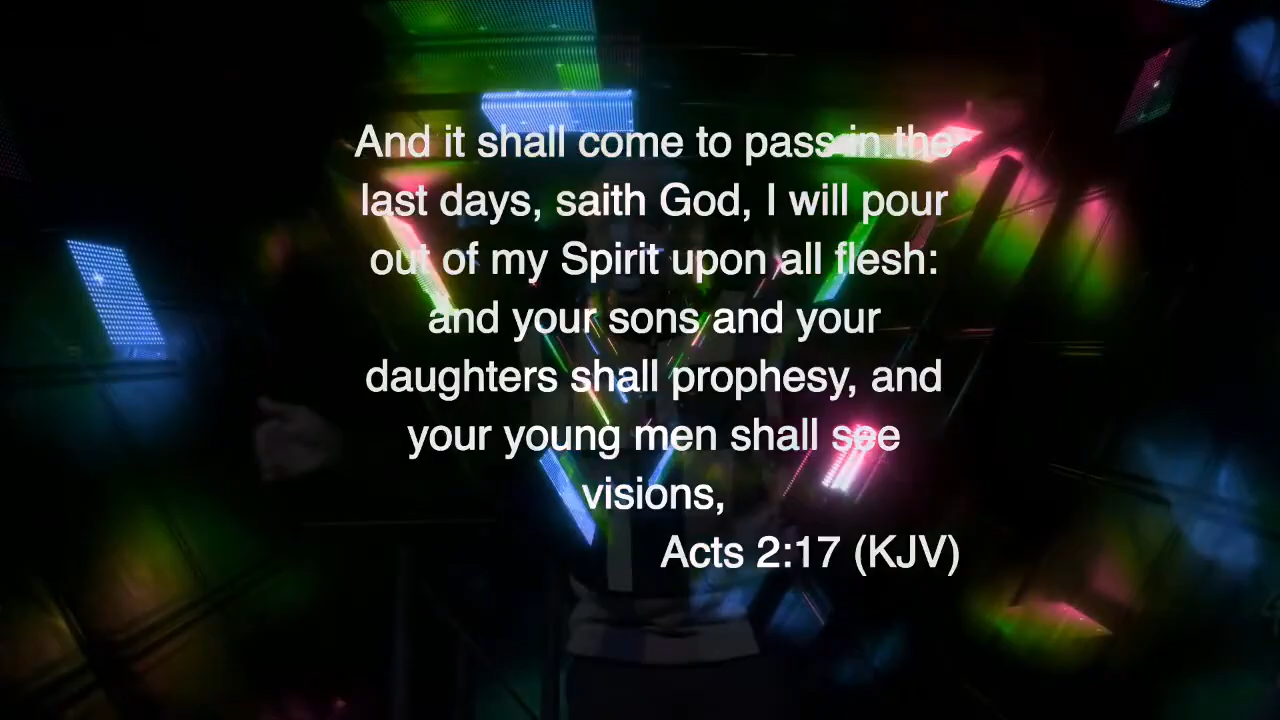 And it shall come to pass in the
last days, saith God, I will pour
out of my Spirit upon all flesh:
and your sons and your
daughters shall prophesy, and
your young men shall see
visions,
Acts 2:17 (KJV)